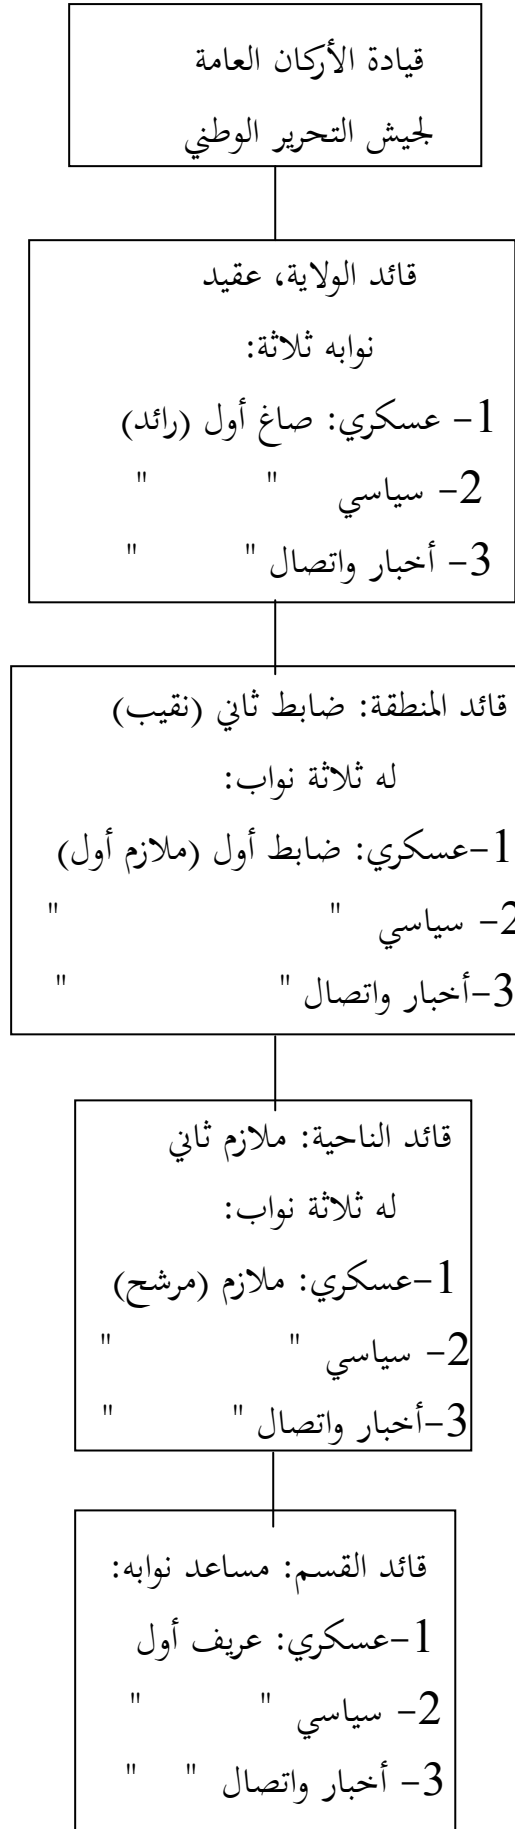 قيادة الأركان العامة
لجيش التحرير الوطني
قائد الولاية، عقيد
نوابه ثلاثة:
1- عسكري: صاغ أول (رائد)
2- سياسي " "
3- أخبار واتصال " "
قائد المنطقة: ضابط ثاني (نقيب)
له ثلاثة نواب:
1-عسكري: ضابط أول (ملازم أول)
2- سياسي " "
3-أخبار واتصال " "
قائد الناحية: ملازم ثاني
له ثلاثة نواب:
1-عسكري: ملازم (مرشح)
2- سياسي " "
3-أخبار واتصال " "
قائد القسم: مساعد نوابه:
1-عسكري: عريف أول
2- سياسي " "
3- أخبار واتصال " "